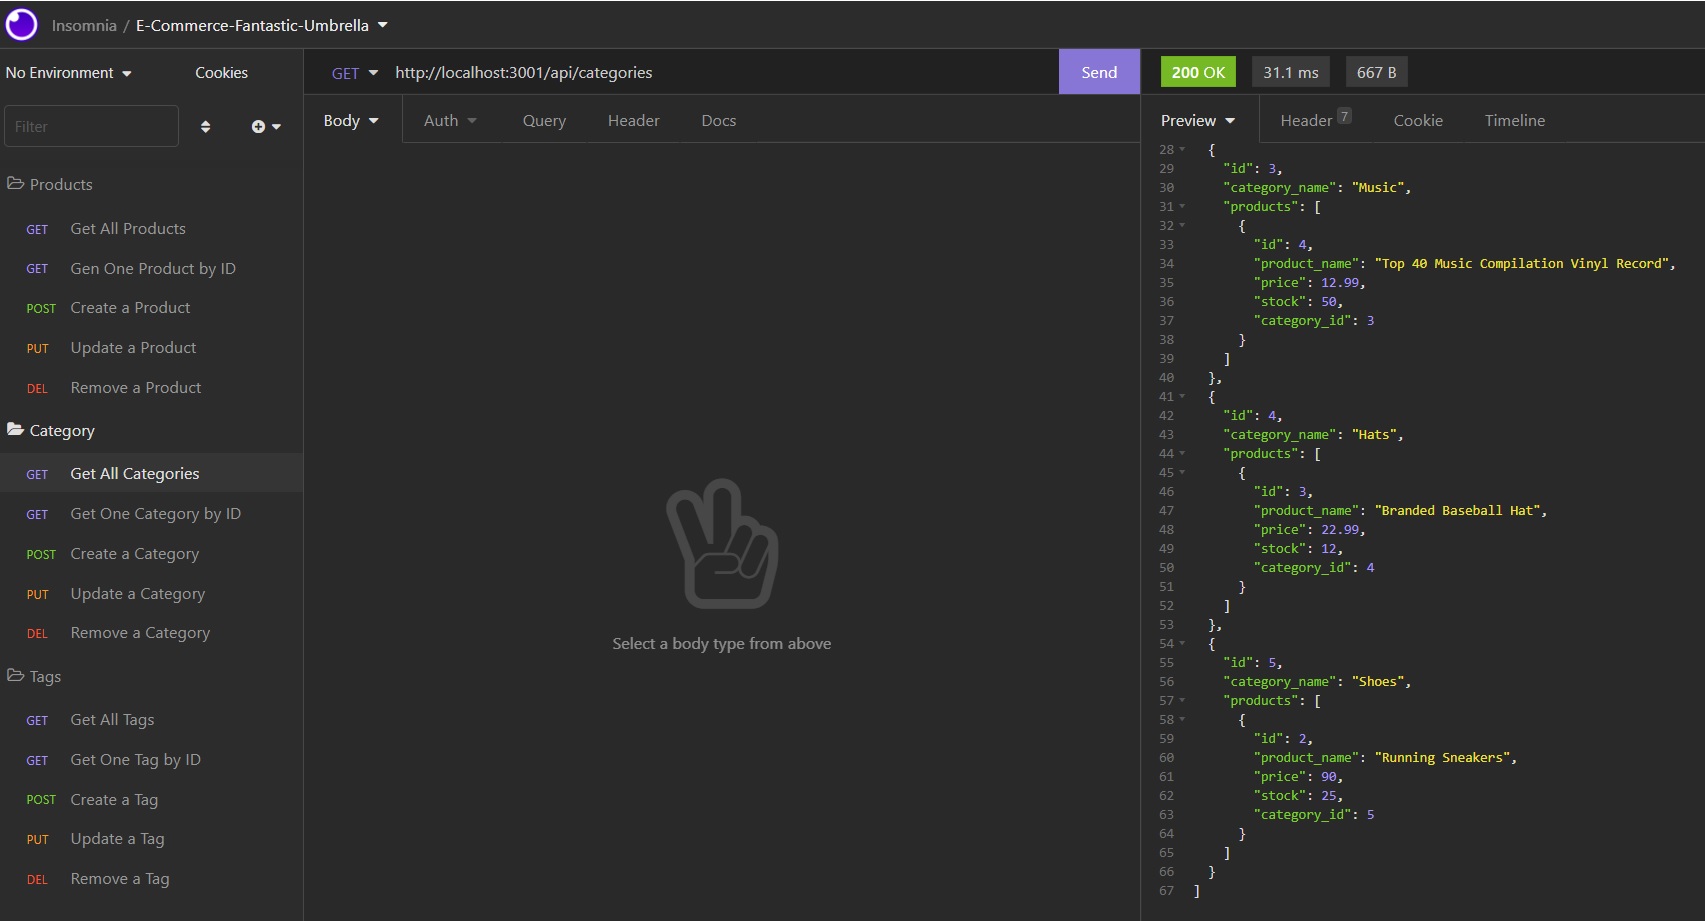 Insomnia / E-Commerce-Fantastic-Umbrella
No Environment
Cookies
Filter
Products
GET Get All Products
GET Gen One Product by ID
POST Create a Product
PUT Update a Product
DEL Remove a Product
Category
GET Get All Categories
GET Get One Category by ID
POST Create a Category
PUT Update a Category
DEL Remove a Category
Tags
GET Get All Tags
GET Get One Tag by ID
POST Create a Tag
PUT Update a Tag
DEL Remove a Tag
GET http://localhost:3001/api/categories Send
Body Auth Query Header Docs
Select a body type from above
200 OK 31.1 ms 667 B
Preview Header 7 Cookie Timeline
28 {
29 "id": 3,
30 "category_name": "Music",
31 "products": [
32 {
33 "id": 4,
34 "product_name": "Top 40 Music Compilation Vinyl Record",
35 "price": 12.99,
36 "stock": 50,
37 "category_id": 3
38 }
39 ]
40 },
41 {
42 "id": 4,
43 "category_name": "Hats",
44 "products": [
45 {
46 "id": 3,
47 "product_name": "Branded Baseball Hat",
48 "price": 22.99,
49 "stock": 12,
50 "category_id": 4
51 }
52 ]
53 },
54 {
55 "id": 5,
56 "category_name": "Shoes",
57 "products": [
58 {
59 "id": 2,
60 "product_name": "Running Sneakers",
61 "price": 90,
62 "stock": 25,
63 "category_id": 5
64 }
65 ]
66 }
67 ]